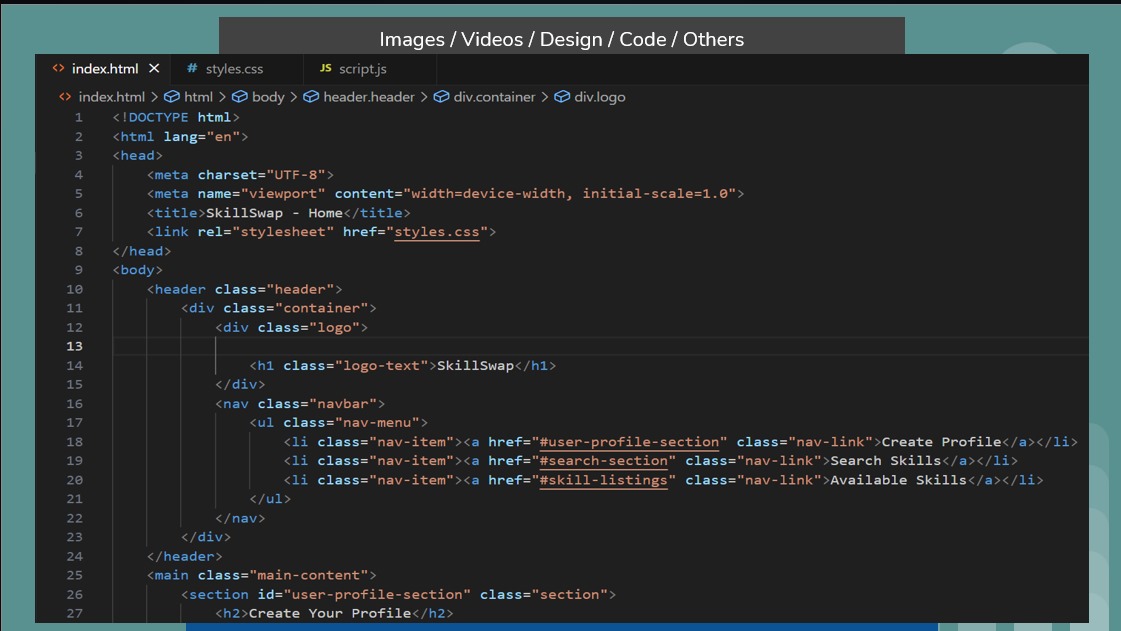 Images / Videos / Design / Code / Others
<> index.html × # styles.css JS script.js
<> index.html > html > body > header.header > div.container > div.logo
1 <!DOCTYPE html>
2 <html lang="en">
3 <head>
4 <meta charset="UTF-8">
5 <meta name="viewport" content="width=device-width, initial-scale=1.0">
6 <title>SkillSwap - Home</title>
7 <link rel="stylesheet" href="styles.css">
8 </head>
9 <body>
10 <header class="header">
11 <div class="container">
12 <div class="logo">
13
14 <h1 class="logo-text">SkillSwap</h1>
15 </div>
16 <nav class="navbar">
17 <ul class="nav-menu">
18 <li class="nav-item"><a href="#user-profile-section" class="nav-link">Create Profile</a></li>
19 <li class="nav-item"><a href="#search-section" class="nav-link">Search Skills</a></li>
20 <li class="nav-item"><a href="#skill-listings" class="nav-link">Available Skills</a></li>
21 </ul>
22 </nav>
23 </div>
24 </header>
25 <main class="main-content">
26 <section id="user-profile-section" class="section">
27 <h2>Create Your Profile</h2>